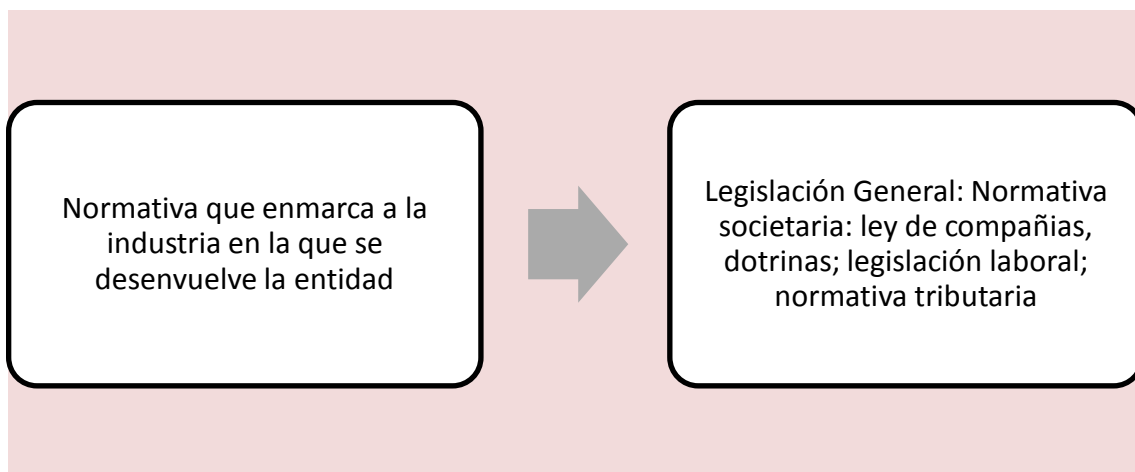 Normativa que enmarca a la
industria en la que se
desenvuelve la entidad
Legislación General: Normativa
societaria: ley de compañias,
dotrinas; legislación laboral;
normativa tributaria